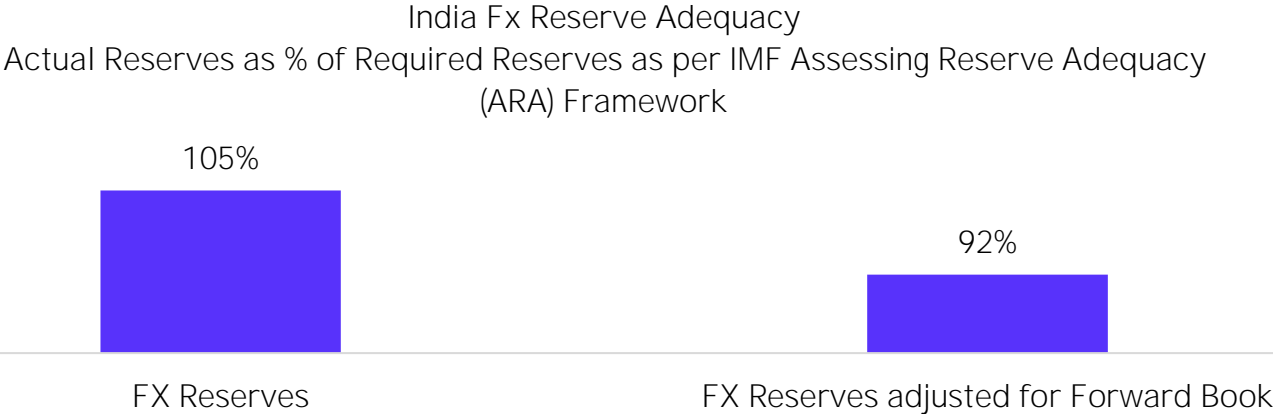 India Fx Reserve Adequacy
Actual Reserves as % of Required Reserves as per IMF Assessing Reserve Adequacy
(ARA) Framework
105%
92%
FX Reserves
FX Reserves adjusted for Forward Book